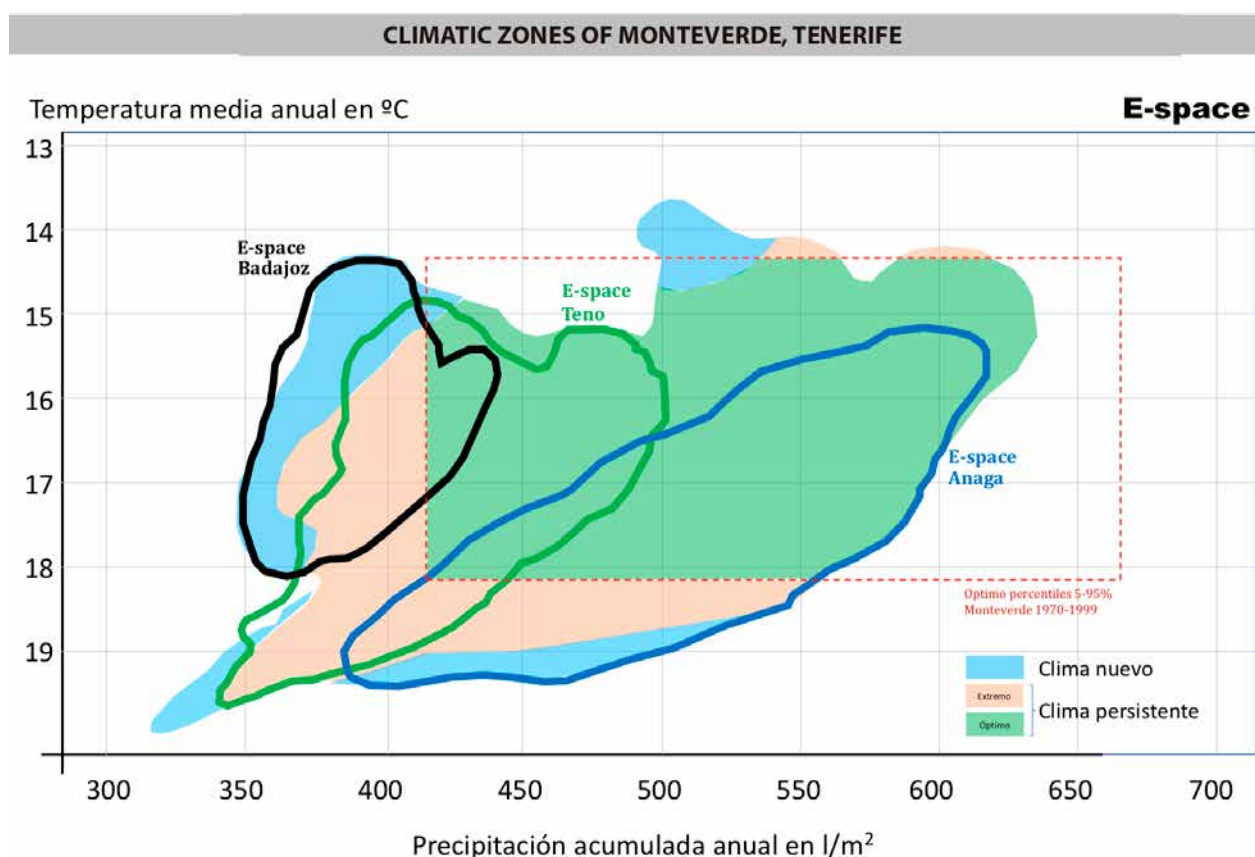 CLIMATIC ZONES OF MONTEVERDE, TENERIFE
Temperatura media anual en ºC
E-space
13
14
15
16
17
18
19
E-space
Badajoz
E-space
Teno
E-space
Anaga
Optimo percentiles 5-95%
Monteverde 1970-1999
Clima nuevo
Extremo
Óptimo
Clima persistente
300 350 400 450 500 550 600 650 700
Precipitación acumulada anual en l/m²